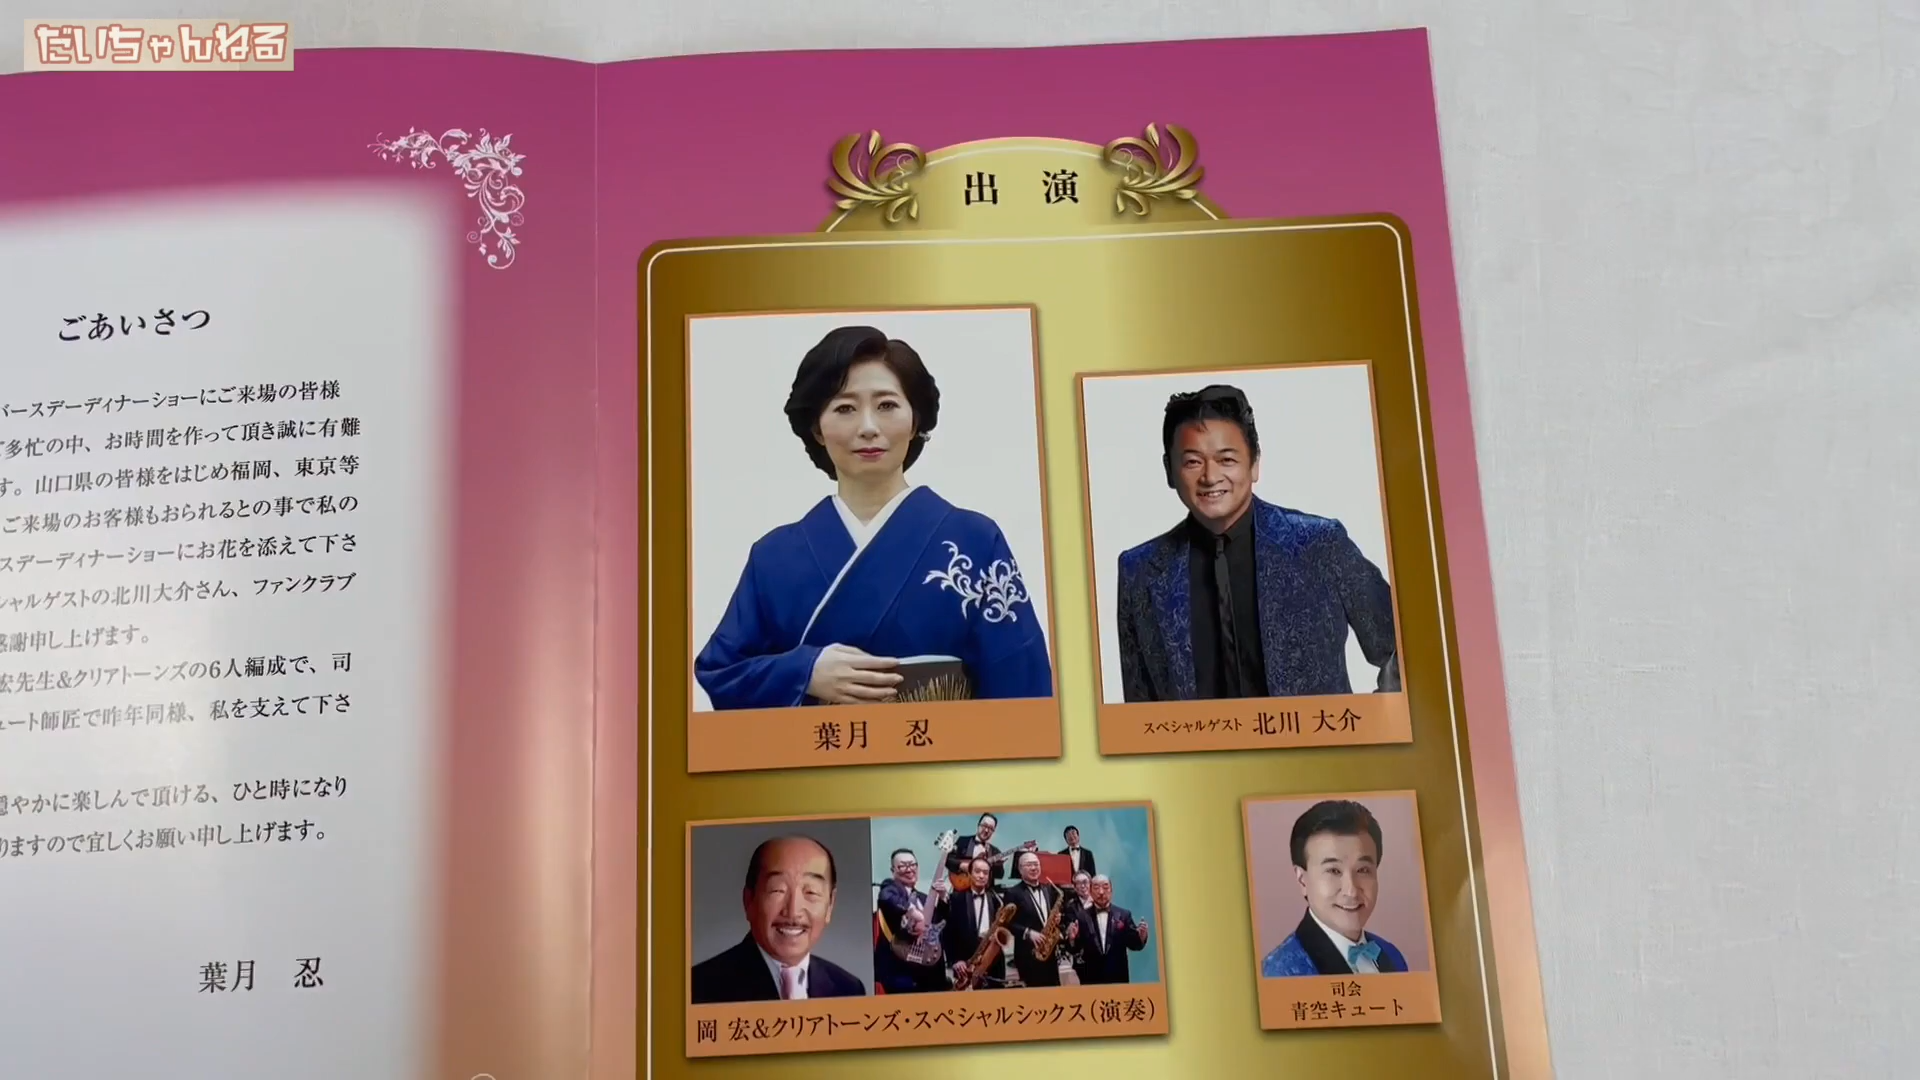 だいちゃんねる
ごあいさつ
バースデーディナーショーにご来場の皆様
多忙の中、お時間を作って頂き誠に有難
す。山口県の皆様をはじめ福岡、東京等
ご来場のお客様もおられるとの事で私の
スデーディナーショーにお花を添えて下さ
シャルゲストの北川大介さん、ファンクラブ
感謝申し上げます。
宏先生&クリアトーンズの6人編成で、司
ュート師匠で昨年同様、私を支えて下さ
穏やかに楽しんで頂ける、ひと時になり
りますので宜しくお願い申し上げます。
葉月 忍
出 演
葉月 忍
スペシャルゲスト 北川 大介
岡 宏&クリアトーンズ・スペシャルシックス(演奏)
司会
青空キュート